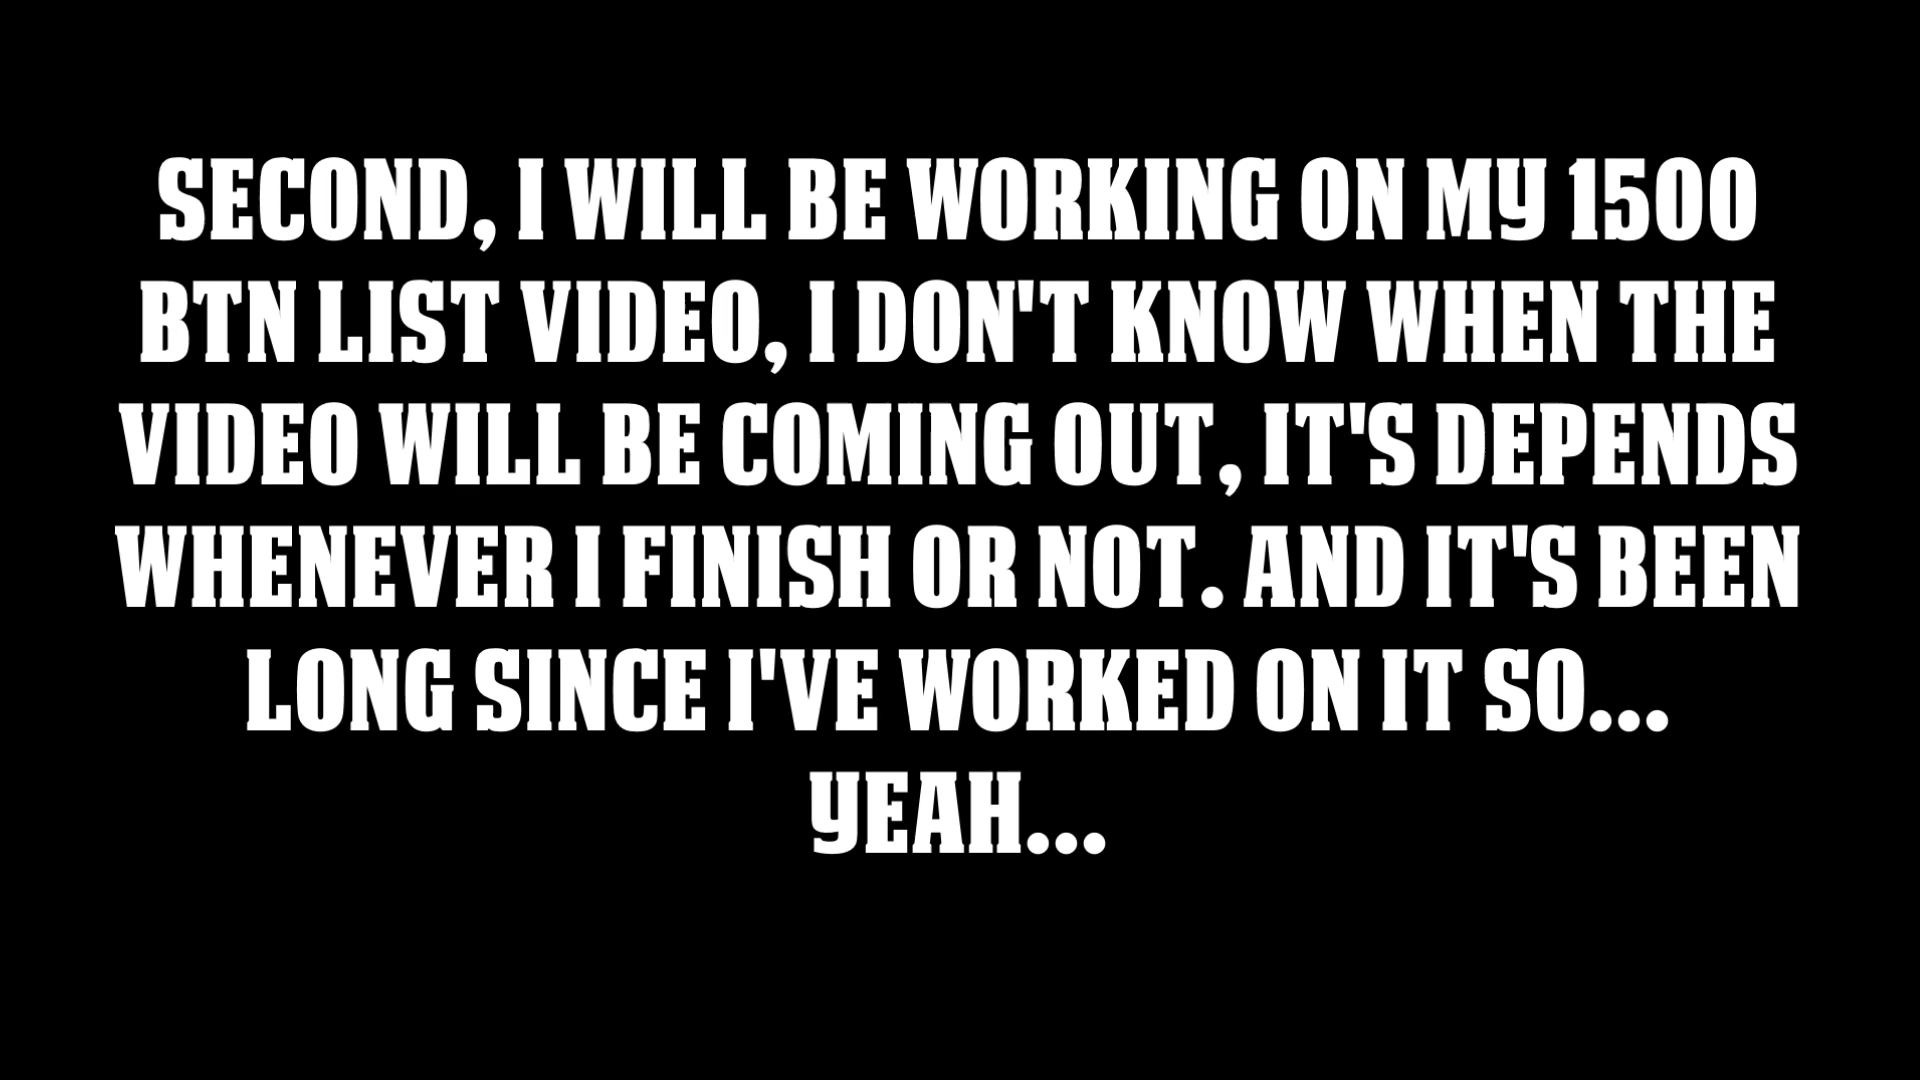 SECOND, I WILL BE WORKING ON MY 1500
BTN LIST VIDEO, I DON'T KNOW WHEN THE
VIDEO WILL BE COMING OUT, IT'S DEPENDS
WHENEVER I FINISH OR NOT. AND IT'S BEEN
LONG SINCE I'VE WORKED ON IT SO...
YEAH...